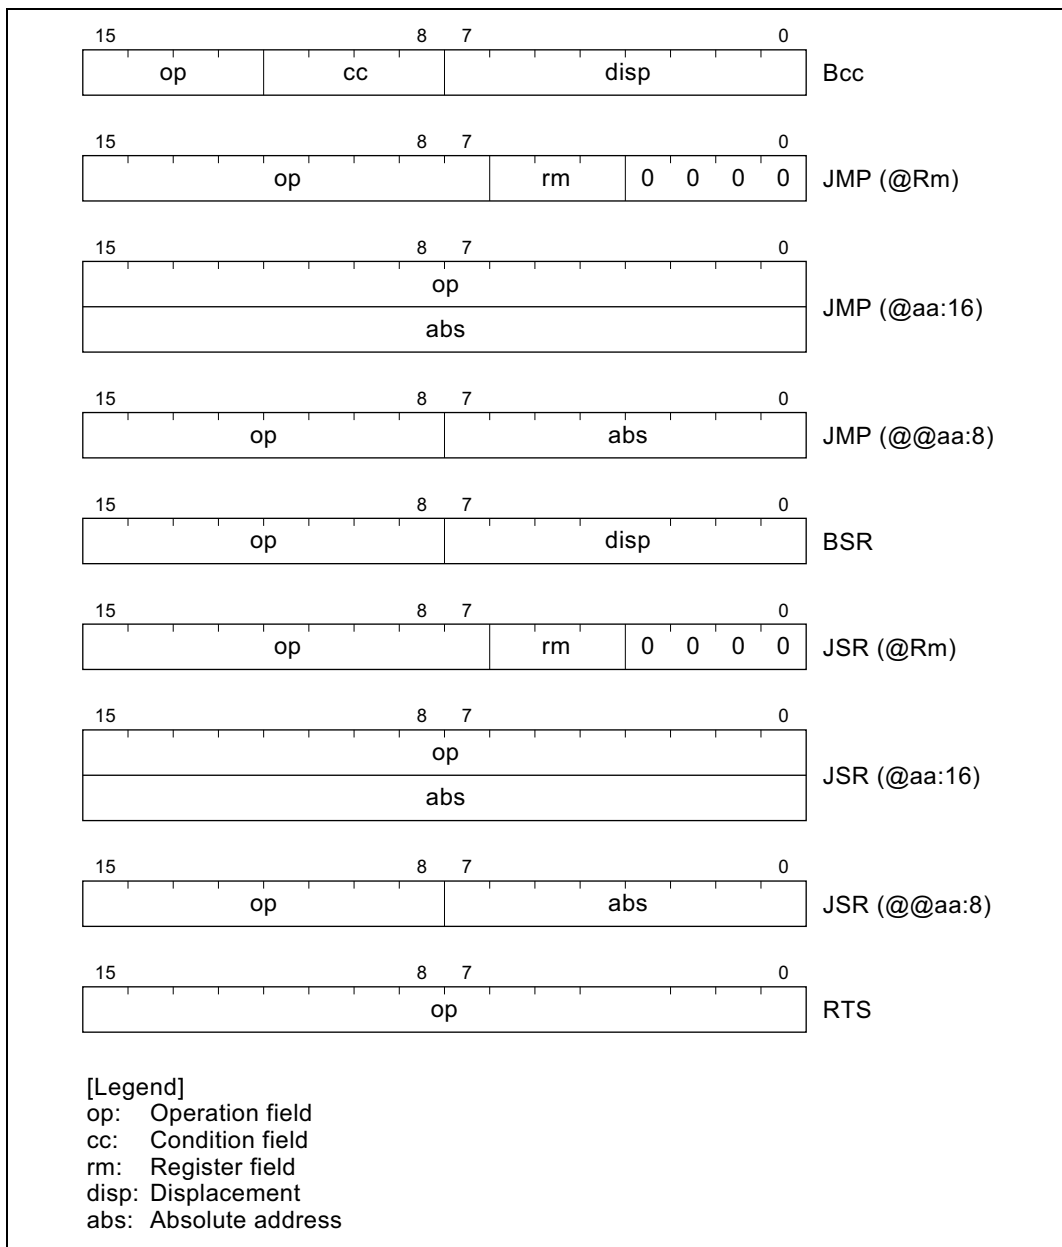 15 8 7 0
op cc disp Bcc
15 8 7 0
op rm 0 0 0 0 JMP (@Rm)
15 8 7 0
op
JMP (@aa:16)
abs
15 8 7 0
op abs JMP (@@aa:8)
15 8 7 0
op disp BSR
15 8 7 0
op rm 0 0 0 0 JSR (@Rm)
15 8 7 0
op
JSR (@aa:16)
abs
15 8 7 0
op abs JSR (@@aa:8)
15 8 7 0
op RTS
[Legend]
op: Operation field
cc: Condition field
rm: Register field
disp: Displacement
abs: Absolute address